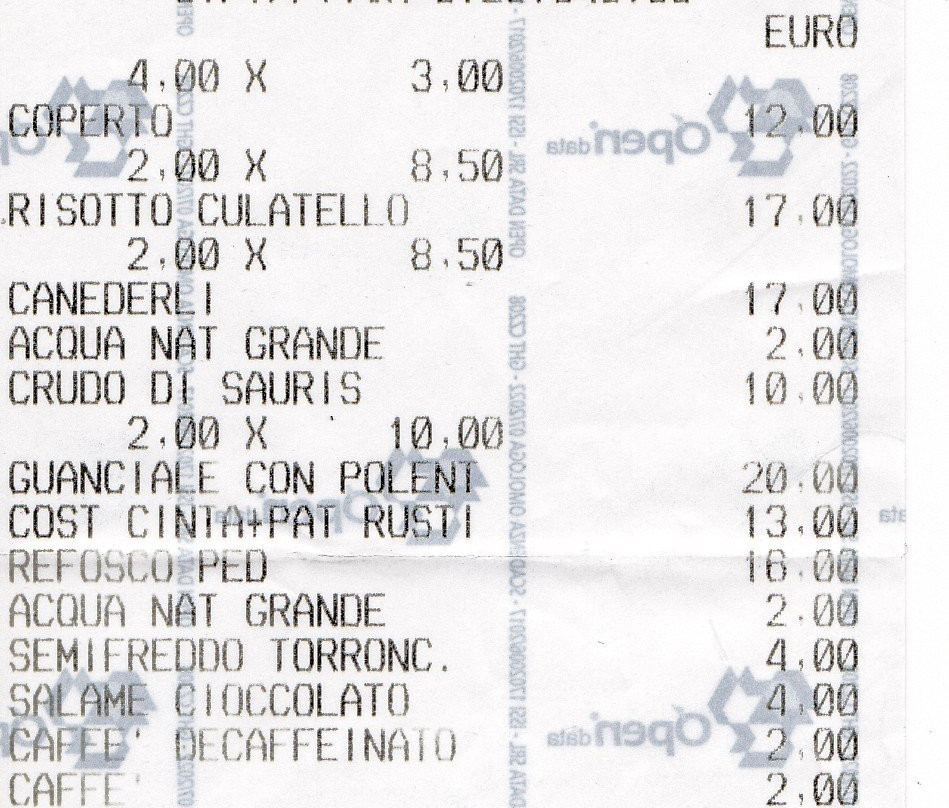 EURO
4,00 X 3,00
COPERTO 12,00
2,00 X 8,50
RISOTTO CULATELLO 17,00
2,00 X 8,50
CANEDERLI 17,00
ACQUA NAT GRANDE 2,00
CRUDO DI SAURIS 10,00
2,00 X 10,00
GUANCIALE CON POLENT 20,00
COST CINTA+PAT RUSTI 13,00
REFOSCO PED 16,00
ACQUA NAT GRANDE 2,00
SEMIFREDDO TORRONC. 4,00
SALAME CIOCCOLATO 4,00
CAFFE' DECAFFEINATO 2,00
CAFFE' 2,00